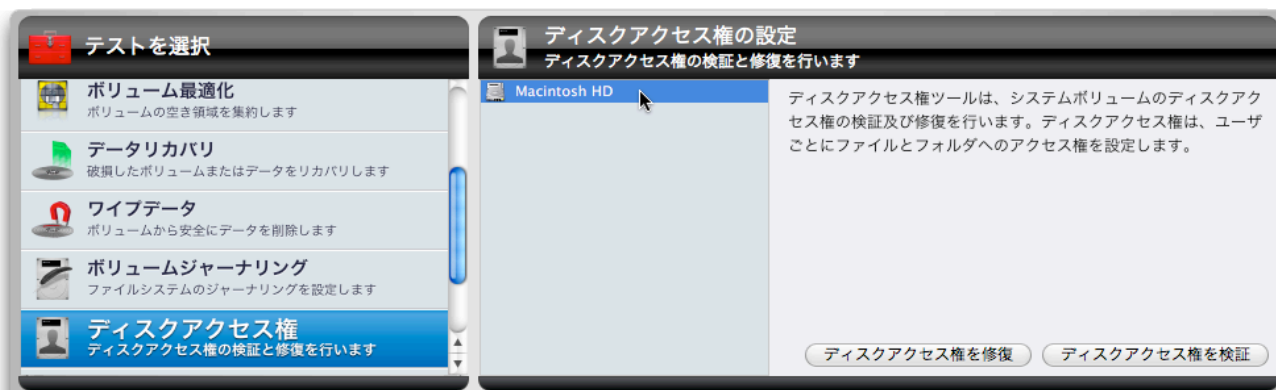 テストを選択
ボリューム最適化
ボリュームの空き領域を集約します
データリカバリ
破損したボリュームまたはデータをリカバリします
ワイプデータ
ボリュームから安全にデータを削除します
ボリュームジャーナリング
ファイルシステムのジャーナリングを設定します
ディスクアクセス権
ディスクアクセス権の検証と修復を行います
ディスクアクセス権の設定
ディスクアクセス権の検証と修復を行います
Macintosh HD
ディスクアクセス権ツールは、システムボリュームのディスクアク
セス権の検証及び修復を行います。ディスクアクセス権は、ユーザ
ごとにファイルとフォルダへのアクセス権を設定します。
ディスクアクセス権を修復
ディスクアクセス権を検証